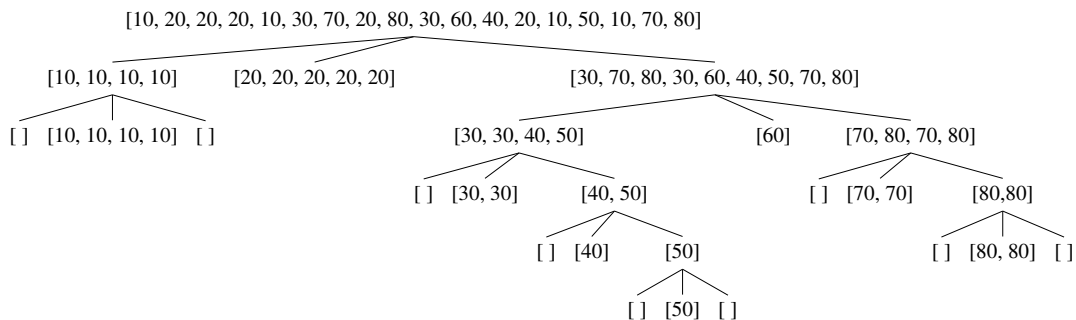 [10, 20, 20, 20, 10, 30, 70, 20, 80, 30, 60, 40, 20, 10, 50, 10, 70, 80]
[10, 10, 10, 10] [20, 20, 20, 20, 20] [30, 70, 80, 30, 60, 40, 50, 70, 80]
[ ] [10, 10, 10, 10] [ ] [30, 30, 40, 50] [60] [70, 80, 70, 80]
[ ] [30, 30] [40, 50] [ ] [70, 70] [80,80]
[ ] [40] [50] [ ] [80, 80] [ ]
[ ] [50] [ ]